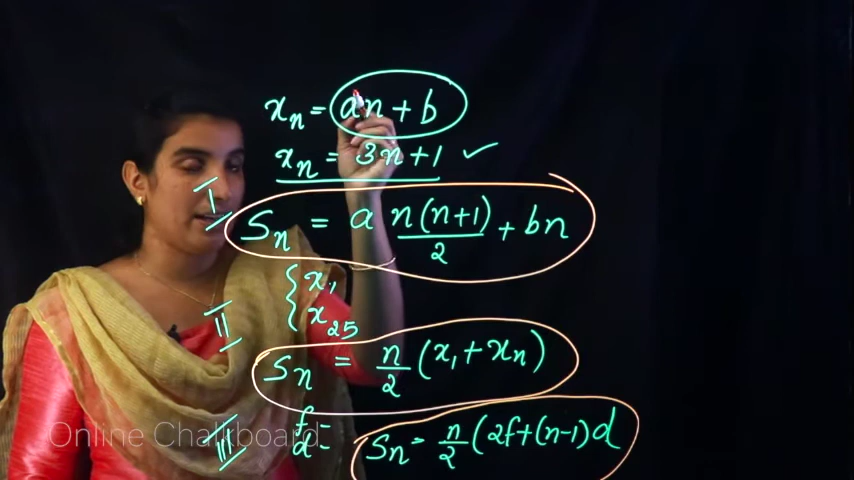 xₙ = an + b
xₙ = 3n + 1 ✓
I Sₙ = a n(n+1)/2 + bn
{ x₁
x₂₅
II Sₙ = n/2 (x₁ + xₙ)
f =
III d = Sₙ = n/2 (2f+(n-1)d
Online Chalkboard